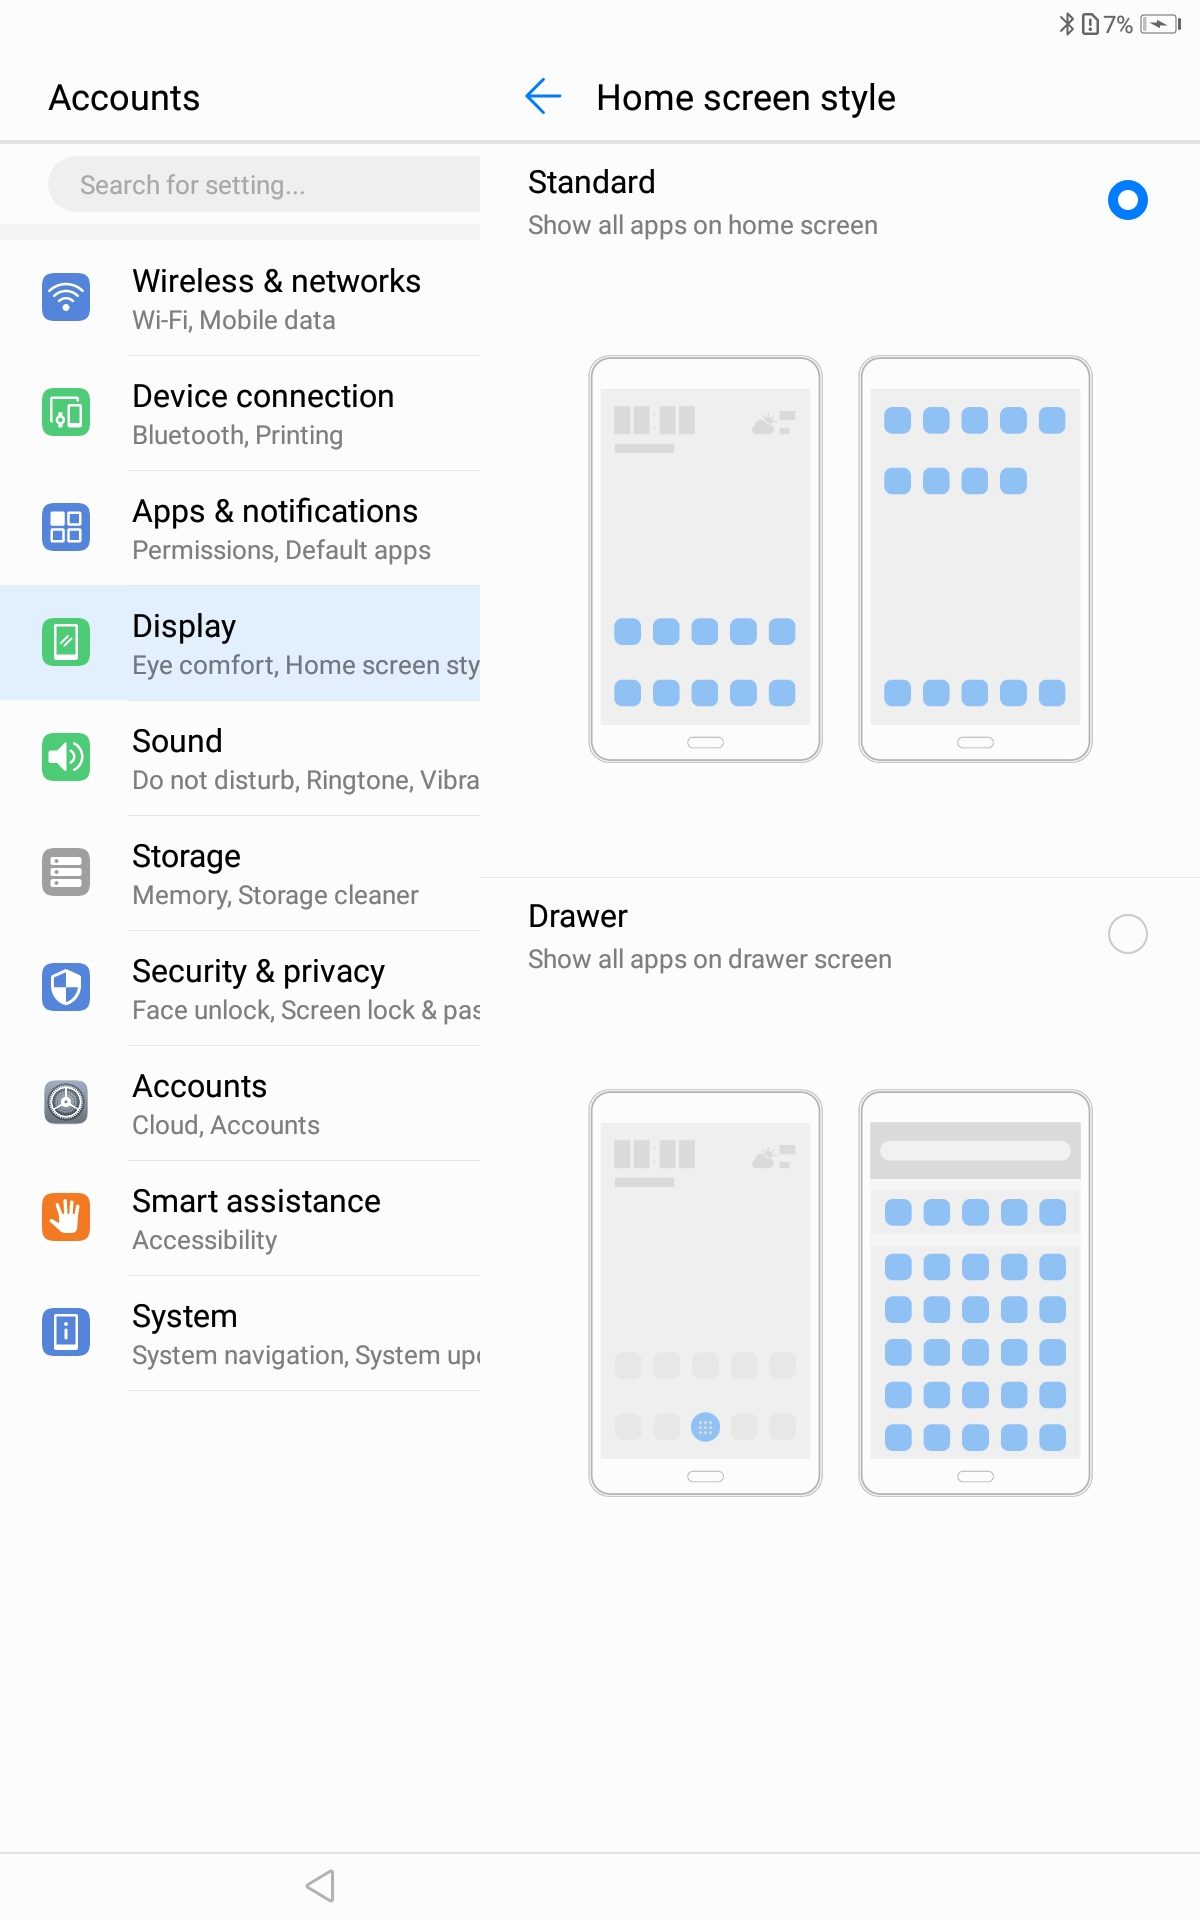 7%
Accounts
Home screen style
Search for setting...
Standard
Show all apps on home screen
Wireless & networks
Wi-Fi, Mobile data
Device connection
Bluetooth, Printing
Apps & notifications
Permissions, Default apps
Display
Eye comfort, Home screen sty
Sound
Do not disturb, Ringtone, Vibra
Storage
Memory, Storage cleaner
Security & privacy
Face unlock, Screen lock & pas
Accounts
Cloud, Accounts
Smart assistance
Accessibility
System
System navigation, System upd
Drawer
Show all apps on drawer screen